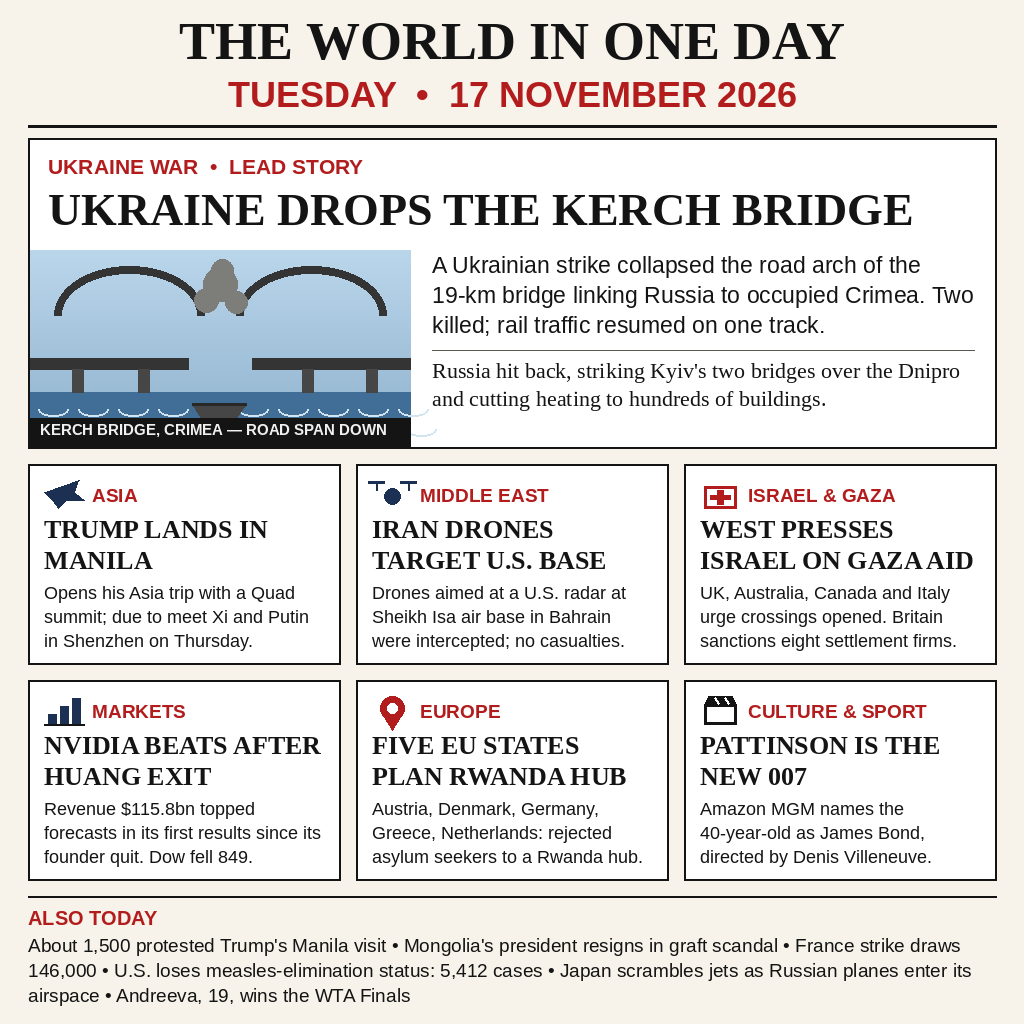 THE WORLD IN ONE DAY
TUESDAY • 17 NOVEMBER 2026
UKRAINE WAR • LEAD STORY
UKRAINE DROPS THE KERCH BRIDGE
A Ukrainian strike collapsed the road arch of the
19-km bridge linking Russia to occupied Crimea. Two
killed; rail traffic resumed on one track.
Russia hit back, striking Kyiv's two bridges over the Dnipro
and cutting heating to hundreds of buildings.
KERCH BRIDGE, CRIMEA — ROAD SPAN DOWN
ASIA
TRUMP LANDS IN
MANILA
Opens his Asia trip with a Quad
summit; due to meet Xi and Putin
in Shenzhen on Thursday.
MIDDLE EAST
IRAN DRONES
TARGET U.S. BASE
Drones aimed at a U.S. radar at
Sheikh Isa air base in Bahrain
were intercepted; no casualties.
ISRAEL & GAZA
WEST PRESSES
ISRAEL ON GAZA AID
UK, Australia, Canada and Italy
urge crossings opened. Britain
sanctions eight settlement firms.
MARKETS
NVIDIA BEATS AFTER
HUANG EXIT
Revenue $115.8bn topped
forecasts in its first results since its
founder quit. Dow fell 849.
EUROPE
FIVE EU STATES
PLAN RWANDA HUB
Austria, Denmark, Germany,
Greece, Netherlands: rejected
asylum seekers to a Rwanda hub.
CULTURE & SPORT
PATTINSON IS THE
NEW 007
Amazon MGM names the
40-year-old as James Bond,
directed by Denis Villeneuve.
ALSO TODAY
About 1,500 protested Trump's Manila visit • Mongolia's president resigns in graft scandal • France strike draws
146,000 • U.S. loses measles-elimination status: 5,412 cases • Japan scrambles jets as Russian planes enter its
airspace • Andreeva, 19, wins the WTA Finals